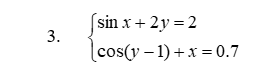 3. { sin x + 2y = 2
cos(y − 1) + x = 0.7